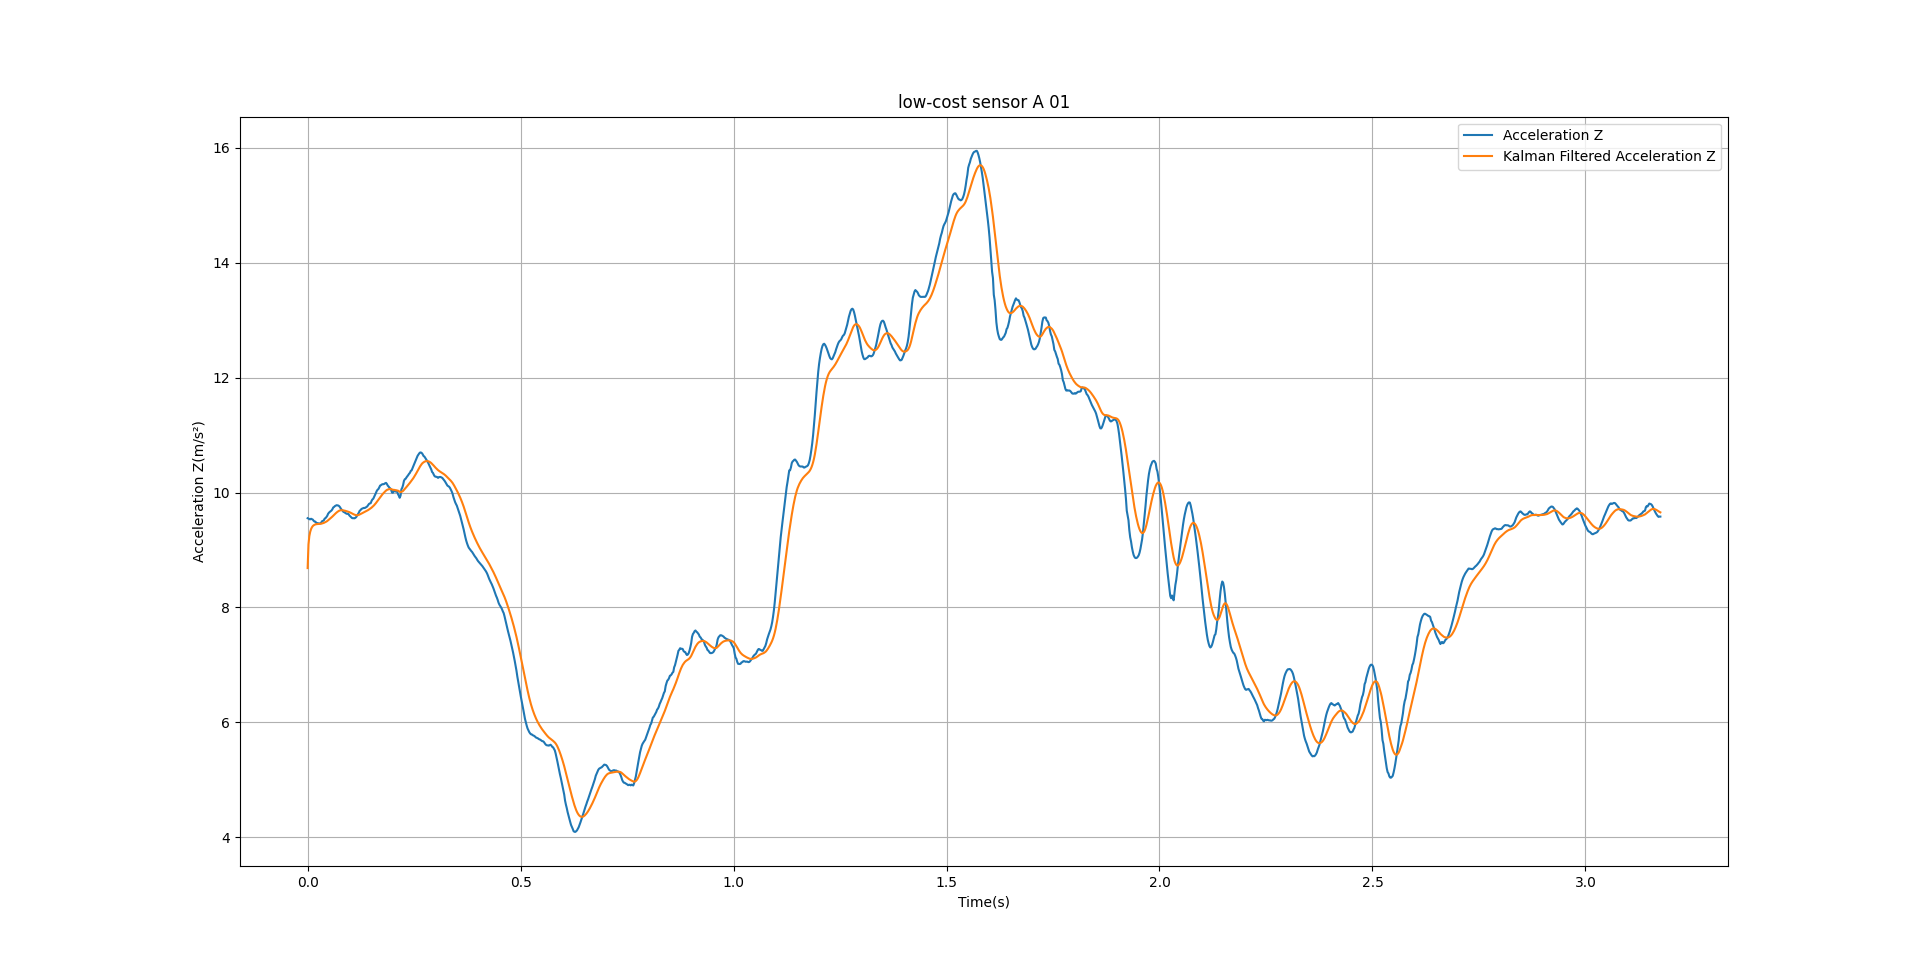 low-cost sensor A 01
Acceleration Z
Kalman Filtered Acceleration Z
Acceleration Z(m/s²)
16
14
12
10
8
6
4
0.0 0.5 1.0 1.5 2.0 2.5 3.0
Time(s)